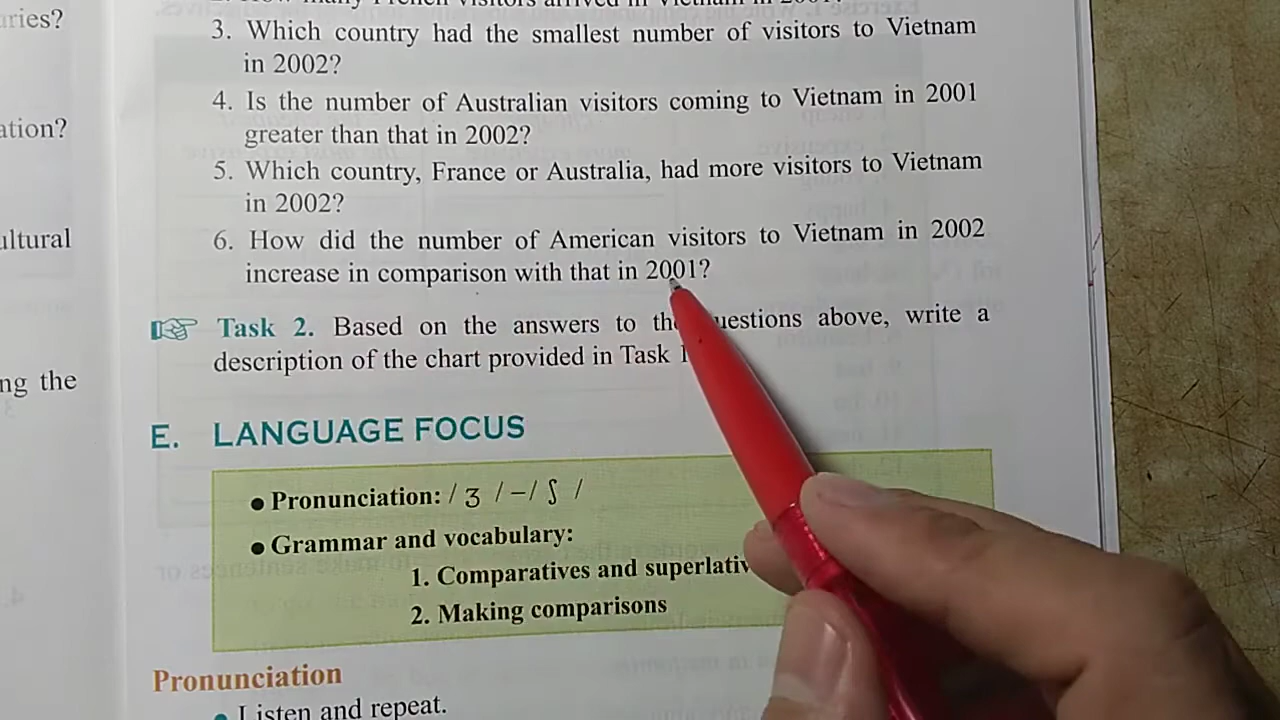 aries?
ation?
ultural
ng the
3. Which country had the smallest number of visitors to Vietnam
in 2002?
4. Is the number of Australian visitors coming to Vietnam in 2001
greater than that in 2002?
5. Which country, France or Australia, had more visitors to Vietnam
in 2002?
6. How did the number of American visitors to Vietnam in 2002
increase in comparison with that in 2001?
Task 2. Based on the answers to the questions above, write a
description of the chart provided in Task 1
E. LANGUAGE FOCUS
• Pronunciation: / ʒ / – / ʃ /
• Grammar and vocabulary:
1. Comparatives and superlativ
2. Making comparisons
Pronunciation
• Listen and repeat.